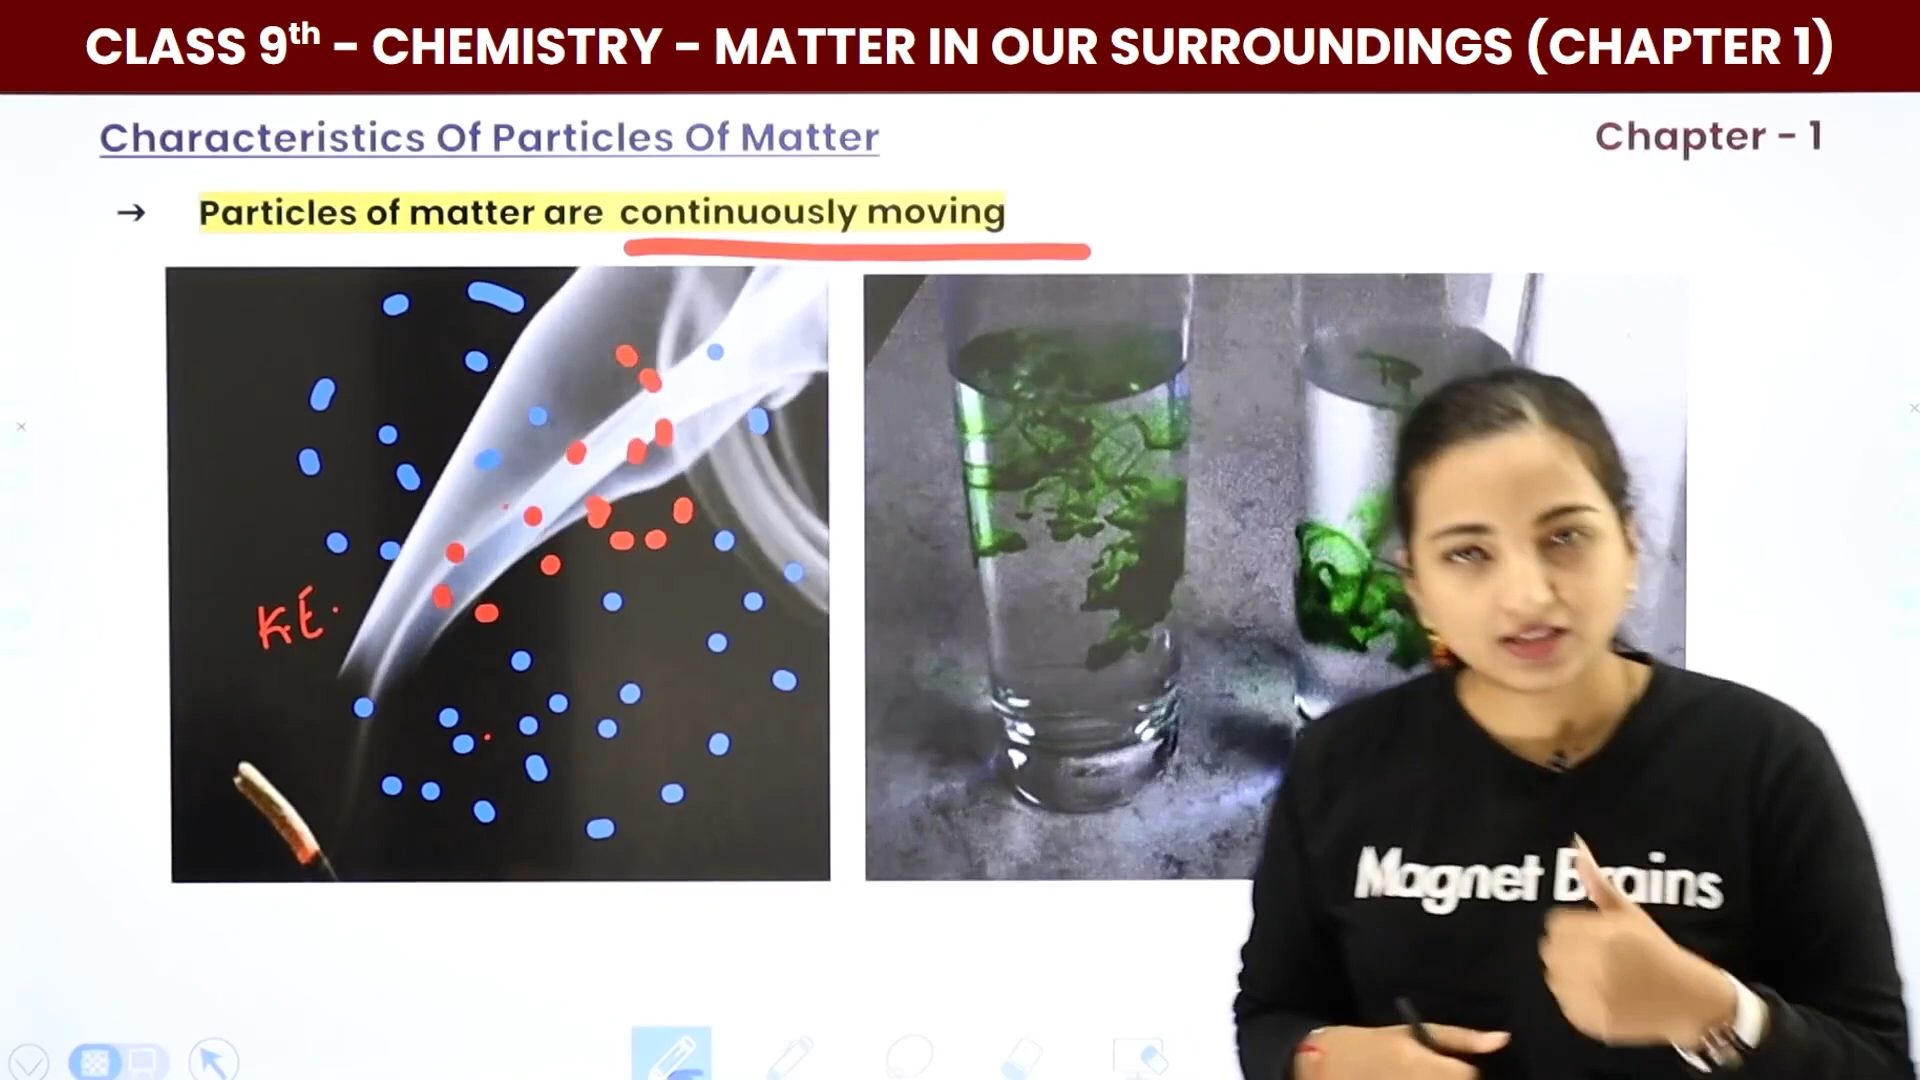 CLASS 9th - CHEMISTRY - MATTER IN OUR SURROUNDINGS (CHAPTER 1)
Characteristics Of Particles Of Matter
Chapter - 1
→ Particles of matter are continuously moving
K.E.
Magnet Brains